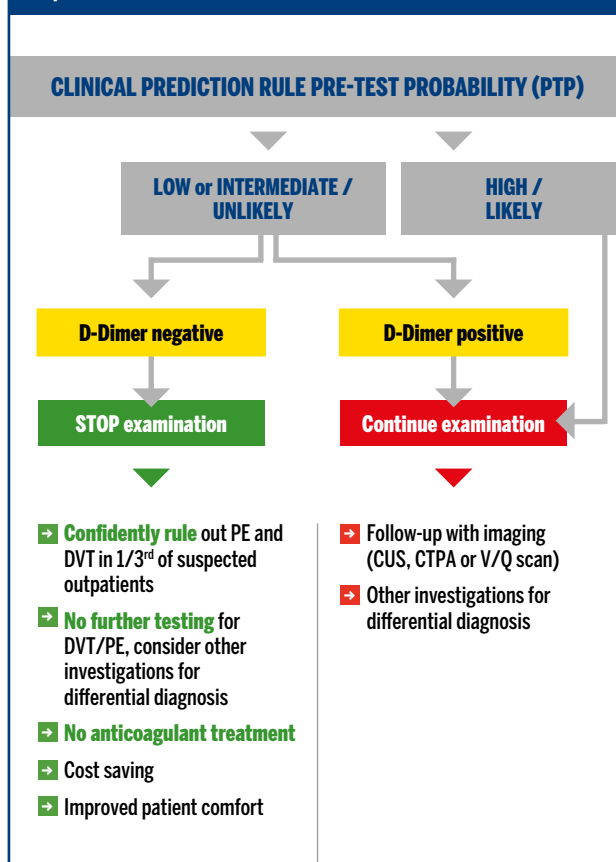 CLINICAL PREDICTION RULE PRE-TEST PROBABILITY (PTP)
LOW or INTERMEDIATE /
UNLIKELY
HIGH /
LIKELY
D-Dimer negative
D-Dimer positive
STOP examination
Continue examination
Confidently rule out PE and
DVT in 1/3rd of suspected
outpatients
No further testing for
DVT/PE, consider other
investigations for
differential diagnosis
No anticoagulant treatment
Cost saving
Improved patient comfort
Follow-up with imaging
(CUS, CTPA or V/Q scan)
Other investigations for
differential diagnosis